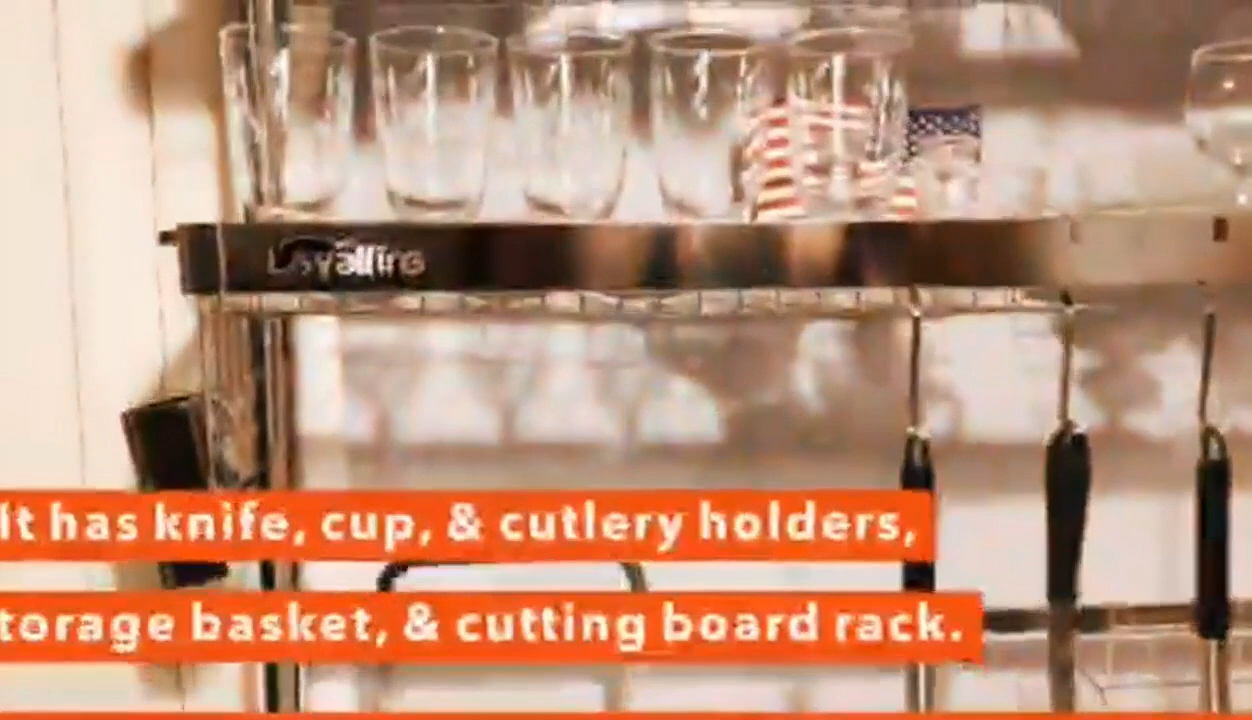 It has knife, cup, & cutlery holders,
torage basket, & cutting board rack.